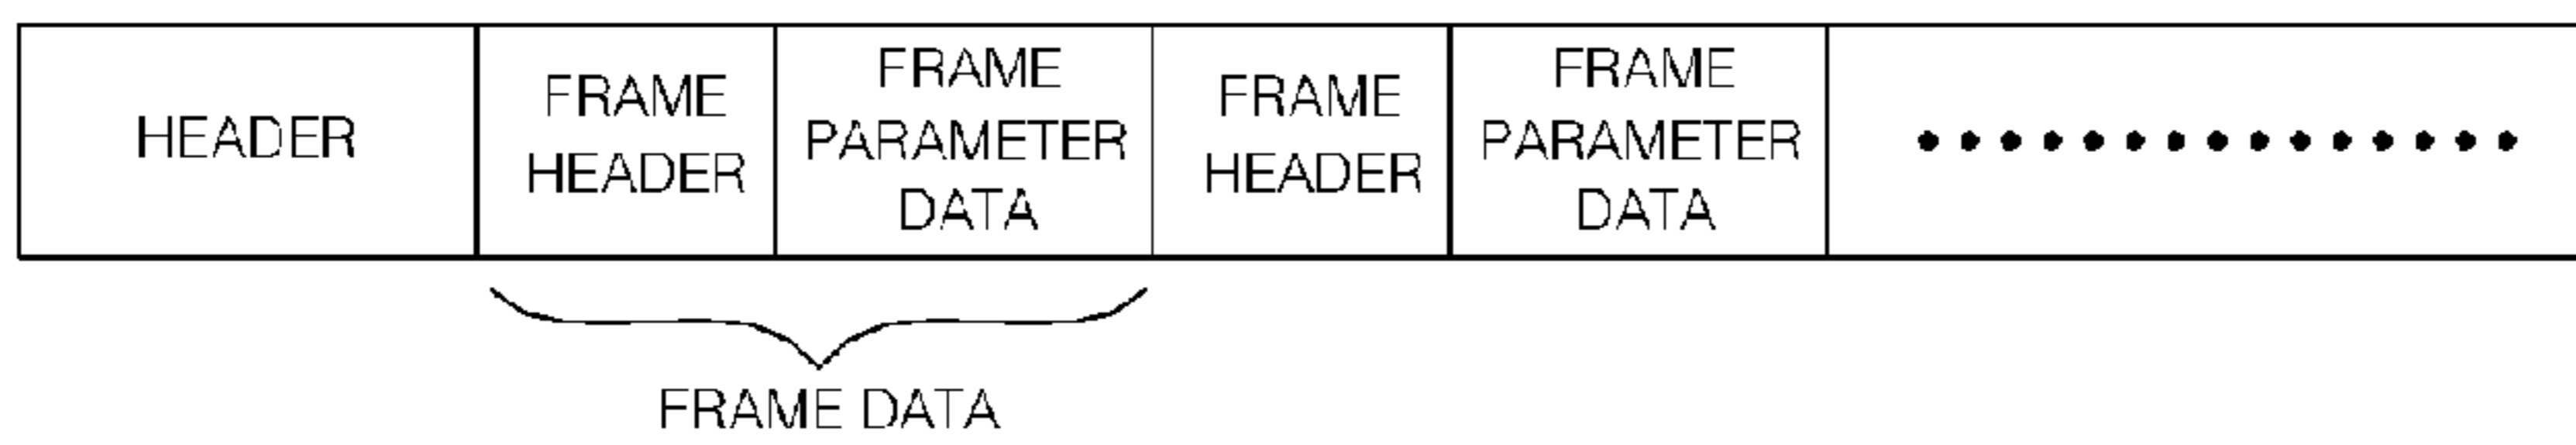 HEADER
FRAME
HEADER
FRAME
PARAMETER
DATA
FRAME
HEADER
FRAME
PARAMETER
DATA
FRAME DATA